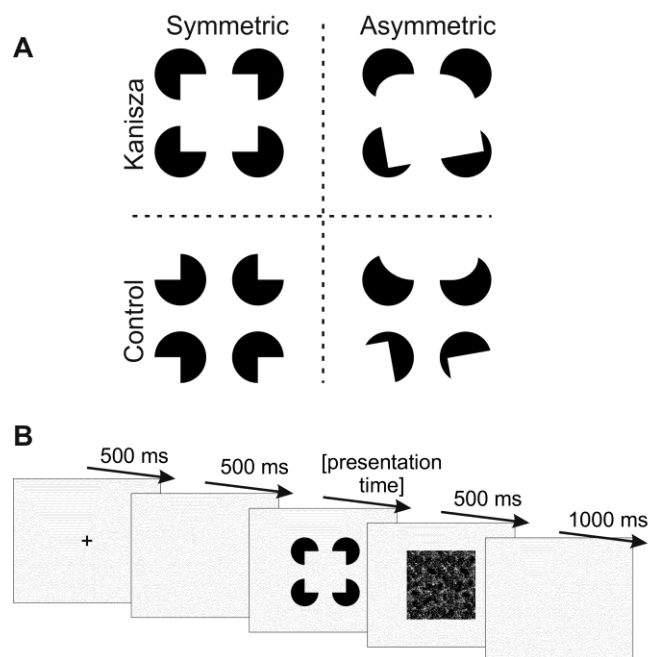 Symmetric Asymmetric
A
Kanisza
Control
B
500 ms
500 ms
[presentation
time]
500 ms
1000 ms